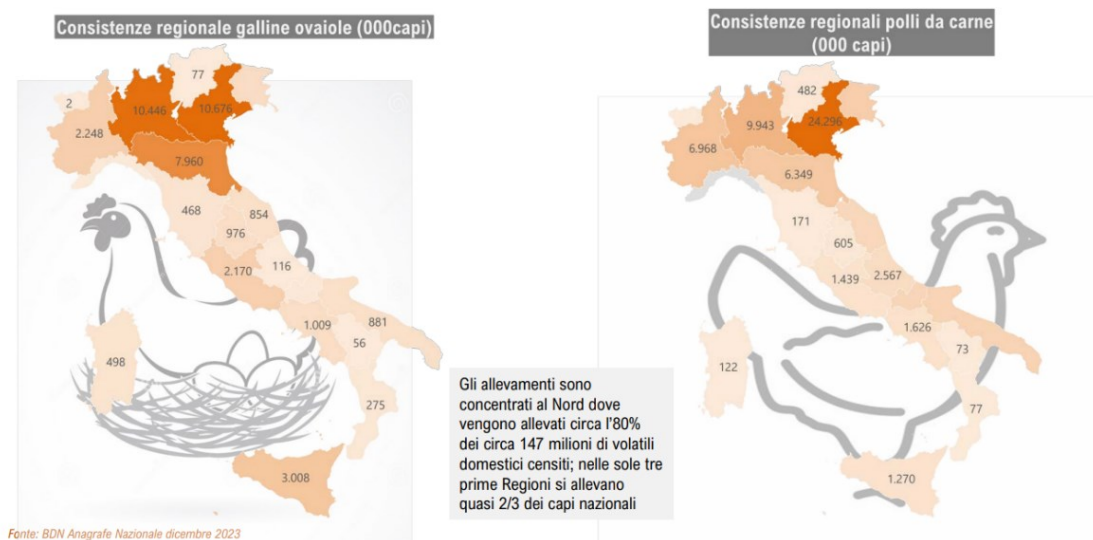 Consistenze regionale galline ovaiole (000capi)
77
2
10.446
10.676
2.248
7.960
468
854
976
2.170
116
1.009
881
56
498
275
3.008
Fonte: BDN Anagrafe Nazionale dicembre 2023
Gli allevamenti sono
concentrati al Nord dove
vengono allevati circa l'80%
dei circa 147 milioni di volatili
domestici censiti; nelle sole tre
prime Regioni si allevano
quasi 2/3 dei capi nazionali
Consistenze regionali polli da carne
(000 capi)
482
24.296
9.943
6.968
6.349
171
605
1.439
2.567
1.626
73
122
77
1.270